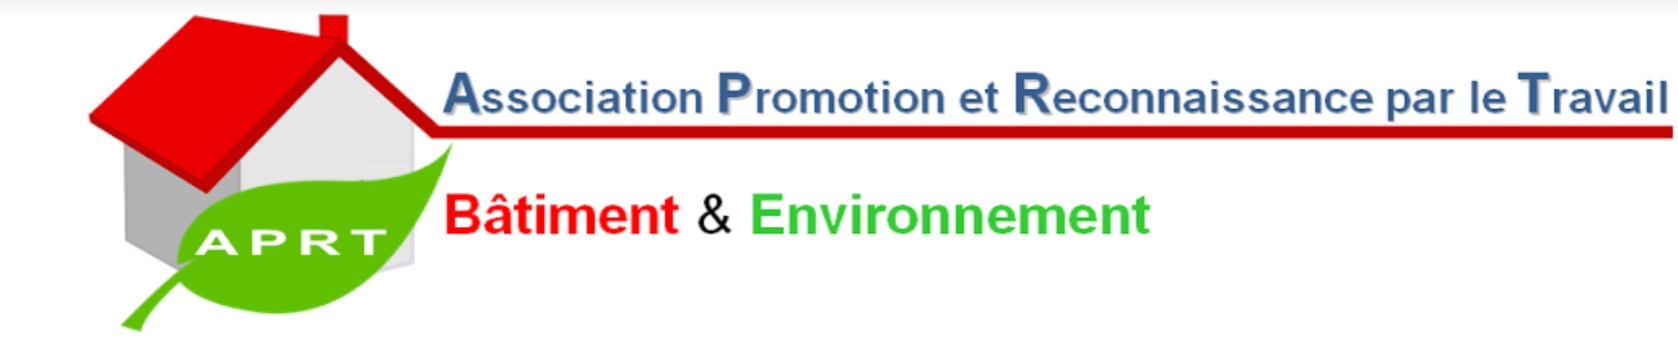 Association Promotion et Reconnaissance par le Travail
Bâtiment & Environnement
APRT